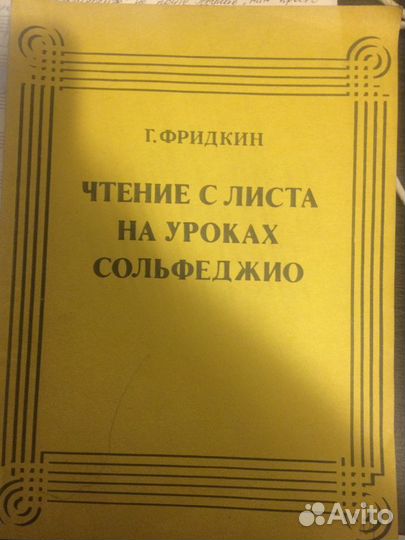 Г. ФРИДКИН
ЧТЕНИЕ С ЛИСТА
НА УРОКАХ
СОЛЬФЕДЖИО
Avito